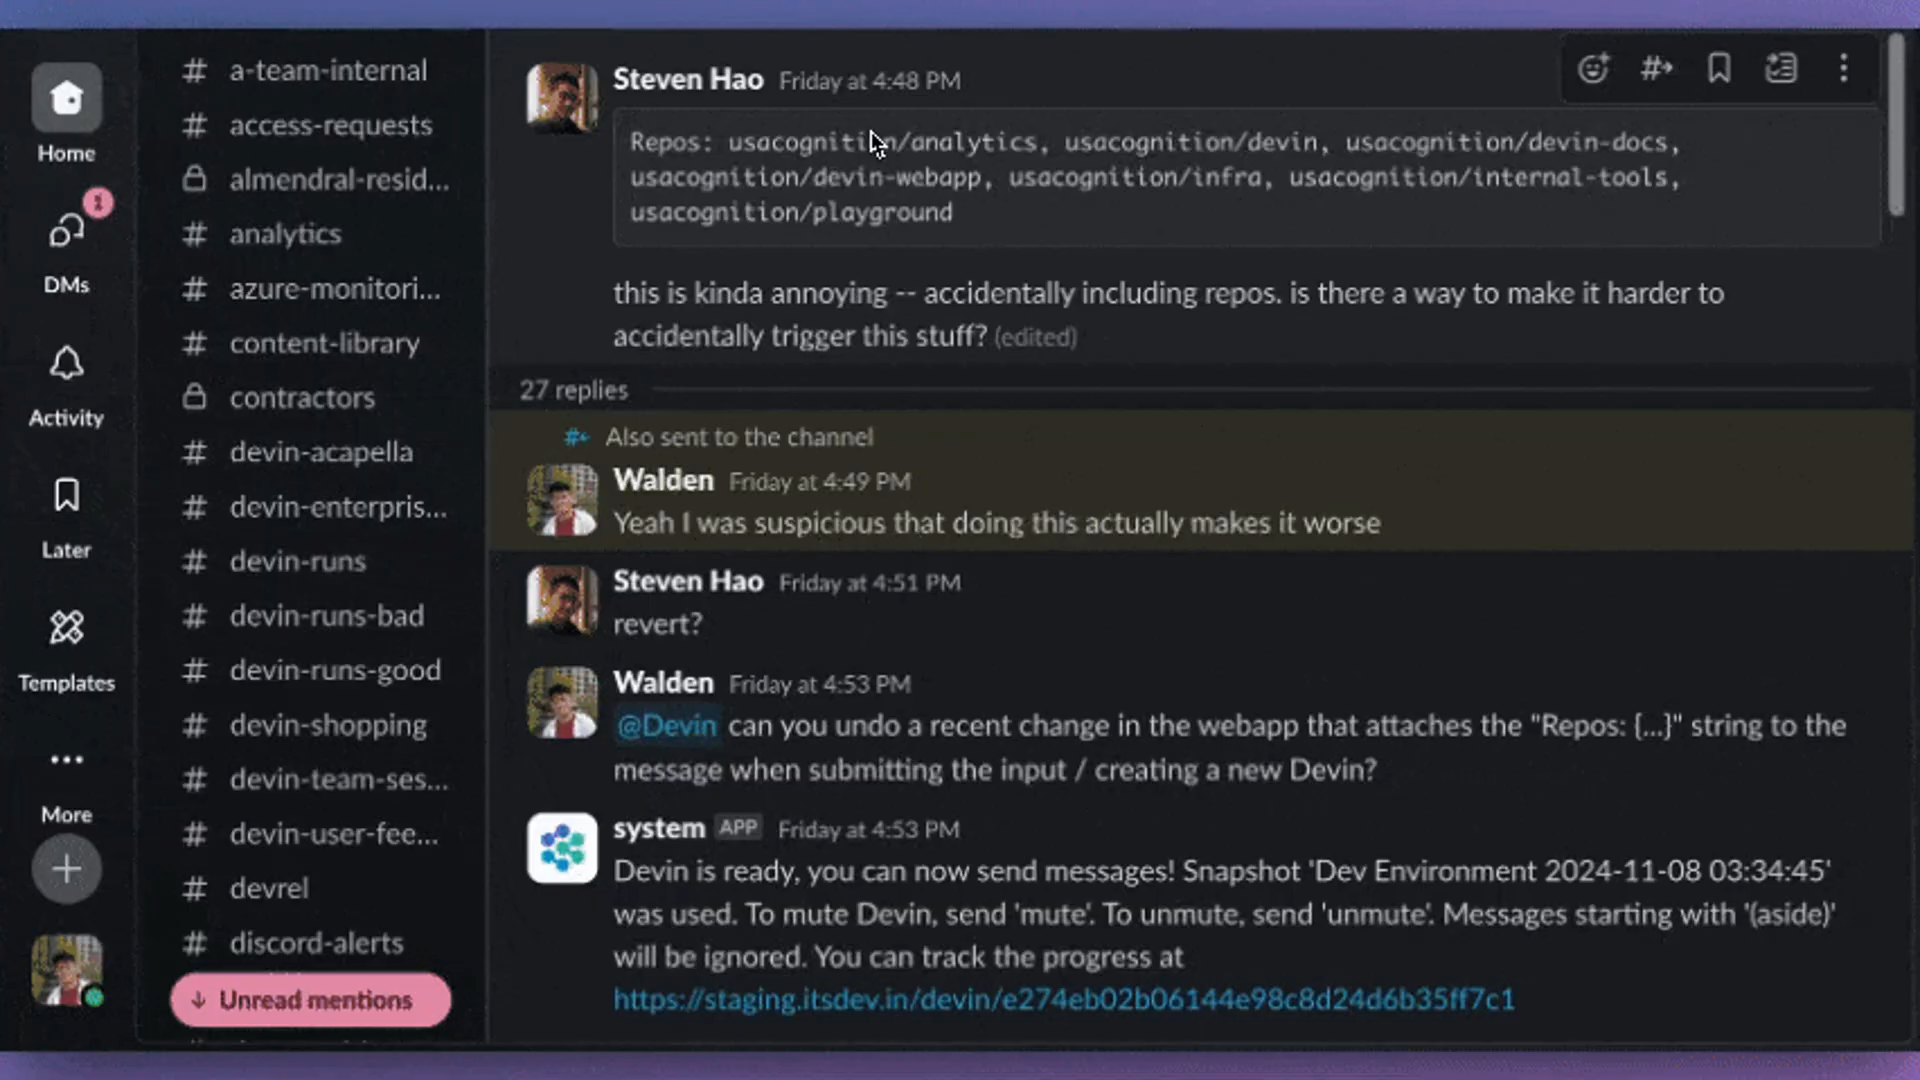 Home
DMs
1
Activity
Later
Templates
More
a-team-internal
access-requests
almendral-resid...
analytics
azure-monitori...
content-library
contractors
devin-acapella
devin-enterpris...
devin-runs
devin-runs-bad
devin-runs-good
devin-shopping
devin-team-ses...
devin-user-fee...
devrel
discord-alerts
Unread mentions
Steven Hao Friday at 4:48 PM
Repos: usacognition/analytics, usacognition/devin, usacognition/devin-docs,
usacognition/devin-webapp, usacognition/infra, usacognition/internal-tools,
usacognition/playground
this is kinda annoying -- accidentally including repos. is there a way to make it harder to
accidentally trigger this stuff? (edited)
27 replies
Also sent to the channel
Walden Friday at 4:49 PM
Yeah I was suspicious that doing this actually makes it worse
Steven Hao Friday at 4:51 PM
revert?
Walden Friday at 4:53 PM
@Devin can you undo a recent change in the webapp that attaches the "Repos: {...}" string to the
message when submitting the input / creating a new Devin?
system APP Friday at 4:53 PM
Devin is ready, you can now send messages! Snapshot 'Dev Environment 2024-11-08 03:34:45'
was used. To mute Devin, send 'mute'. To unmute, send 'unmute'. Messages starting with '(aside)'
will be ignored. You can track the progress at
https://staging.itsdev.in/devin/e274eb02b06144e98c8d24d6b35ff7c1